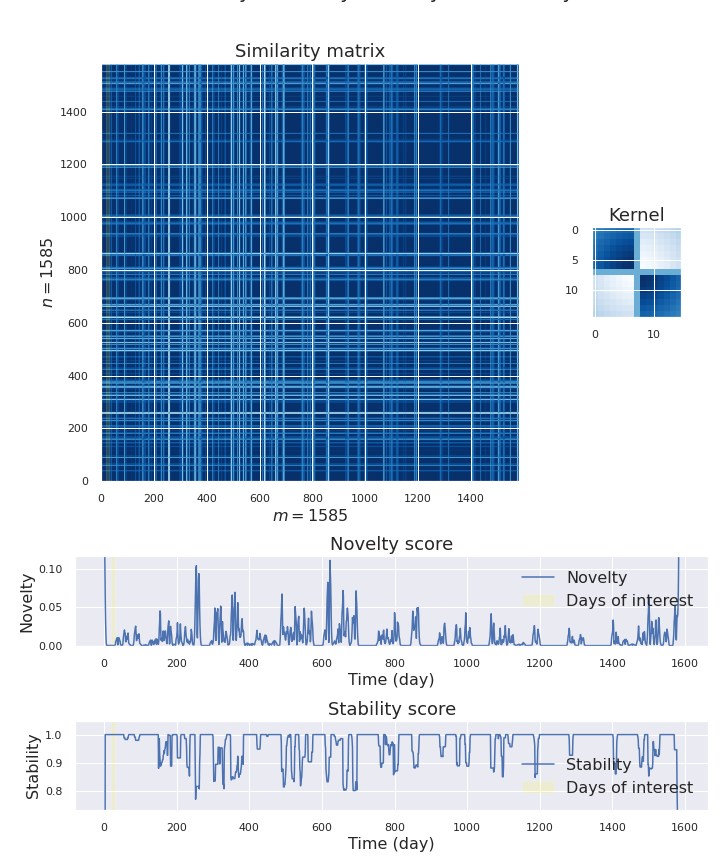 Similarity matrix
1400
1200
1000
800
600
400
200
0
n = 1585
0 200 400 600 800 1000 1200 1400
m = 1585
Kernel
0
5
10
0 10
Novelty score
0.10
0.05
0.00
Novelty
Novelty
Days of interest
0 200 400 600 800 1000 1200 1400 1600
Time (day)
Stability score
1.0
0.9
0.8
Stability
Stability
Days of interest
0 200 400 600 800 1000 1200 1400 1600
Time (day)